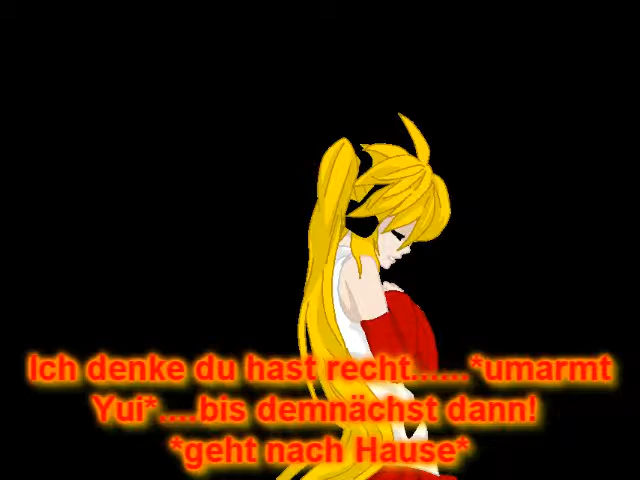 Ich denke du hast recht......*umarmt
Yui*....bis demnächst dann!
*geht nach Hause*